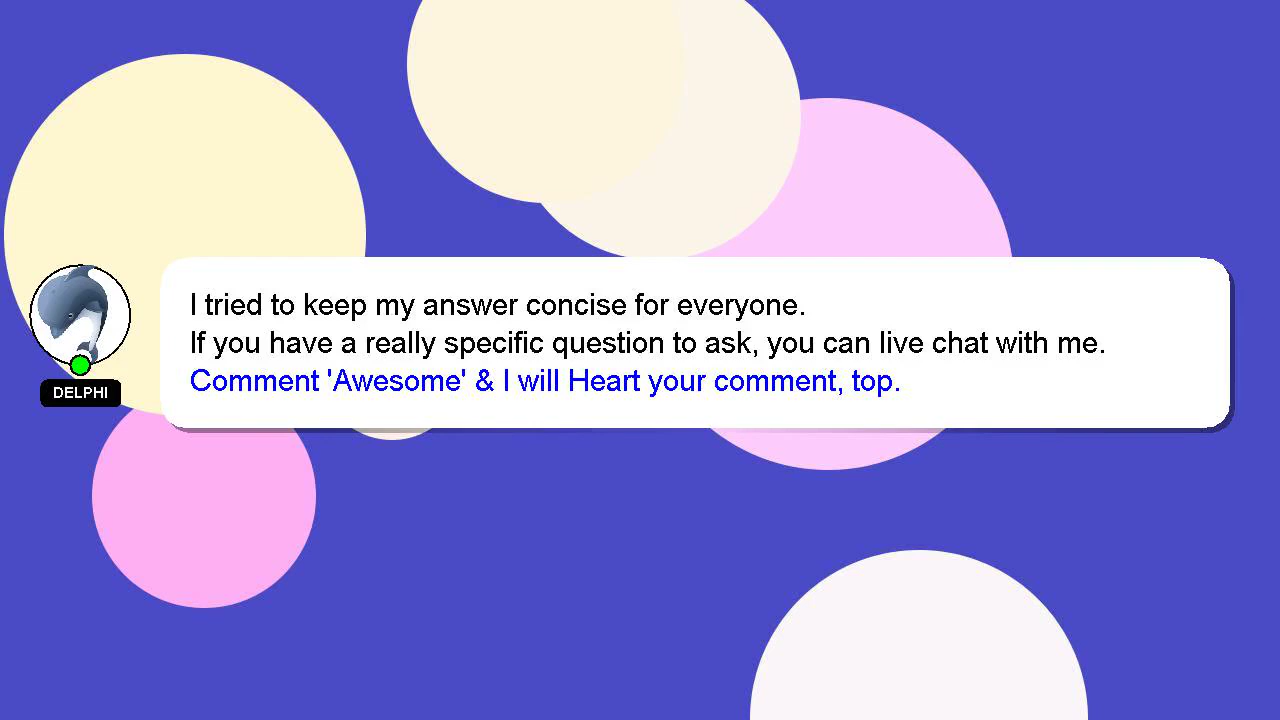 I tried to keep my answer concise for everyone.
If you have a really specific question to ask, you can live chat with me.
Comment 'Awesome' & I will Heart your comment, top.
DELPHI